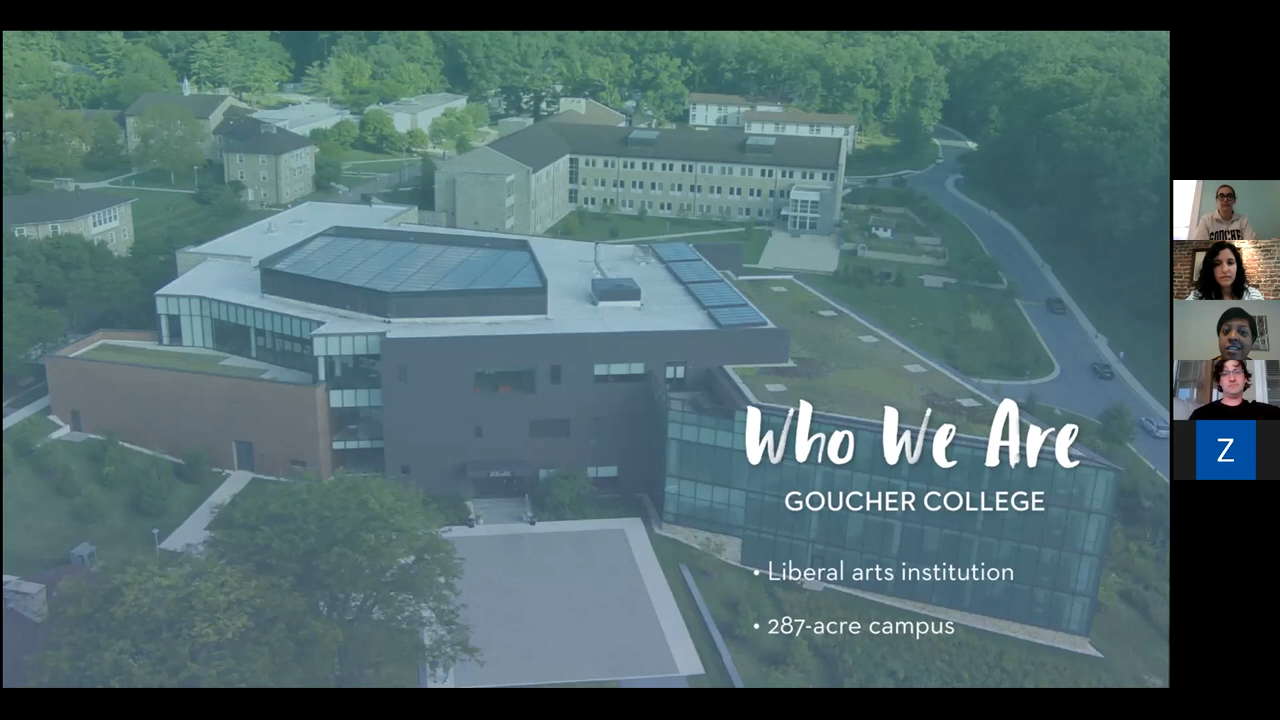 Who We Are
GOUCHER COLLEGE
• Liberal arts institution
• 287-acre campus
Z